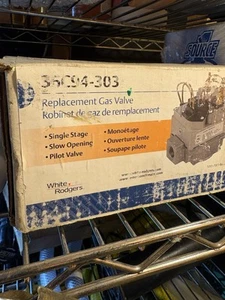 SOURCE
36C94-303
Replacement Gas Valve
Robinet de gaz de remplacement
• Single Stage
• Slow Opening
• Pilot Valve
• Monoétage
• Ouverture lente
• Soupape pilote
White
Rodgers